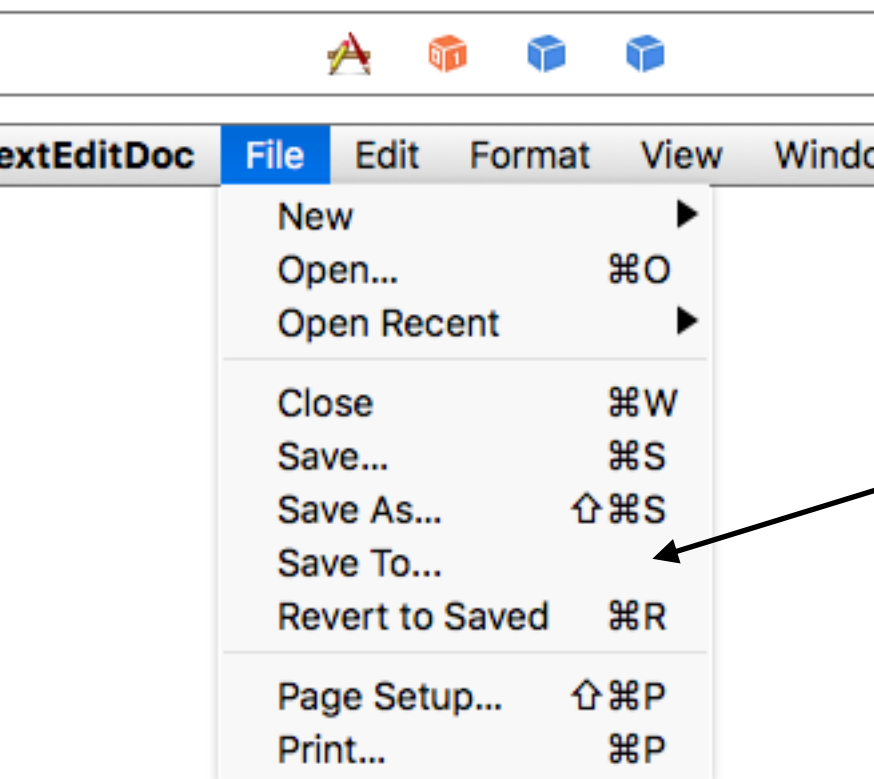 extEditDoc File Edit Format View Windo
New ▶
Open... ⌘O
Open Recent ▶
Close ⌘W
Save... ⌘S
Save As... ⇧⌘S
Save To...
Revert to Saved ⌘R
Page Setup... ⇧⌘P
Print... ⌘P